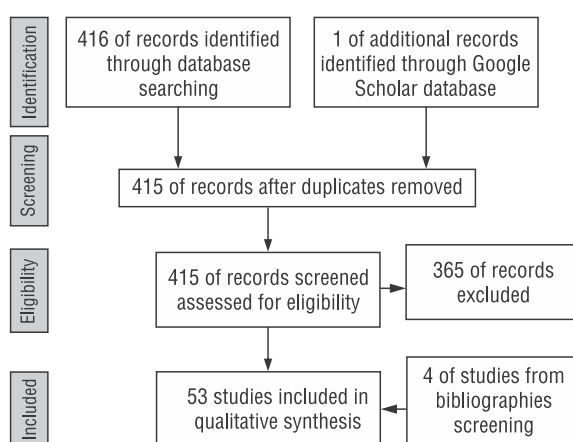 Identification
416 of records identified
through database
searching
1 of additional records
identified through Google
Scholar database
Screening
415 of records after duplicates removed
Eligibility
415 of records screened
assessed for eligibility
365 of records
excluded
Included
53 studies included in
qualitative synthesis
4 of studies from
bibliographies
screening